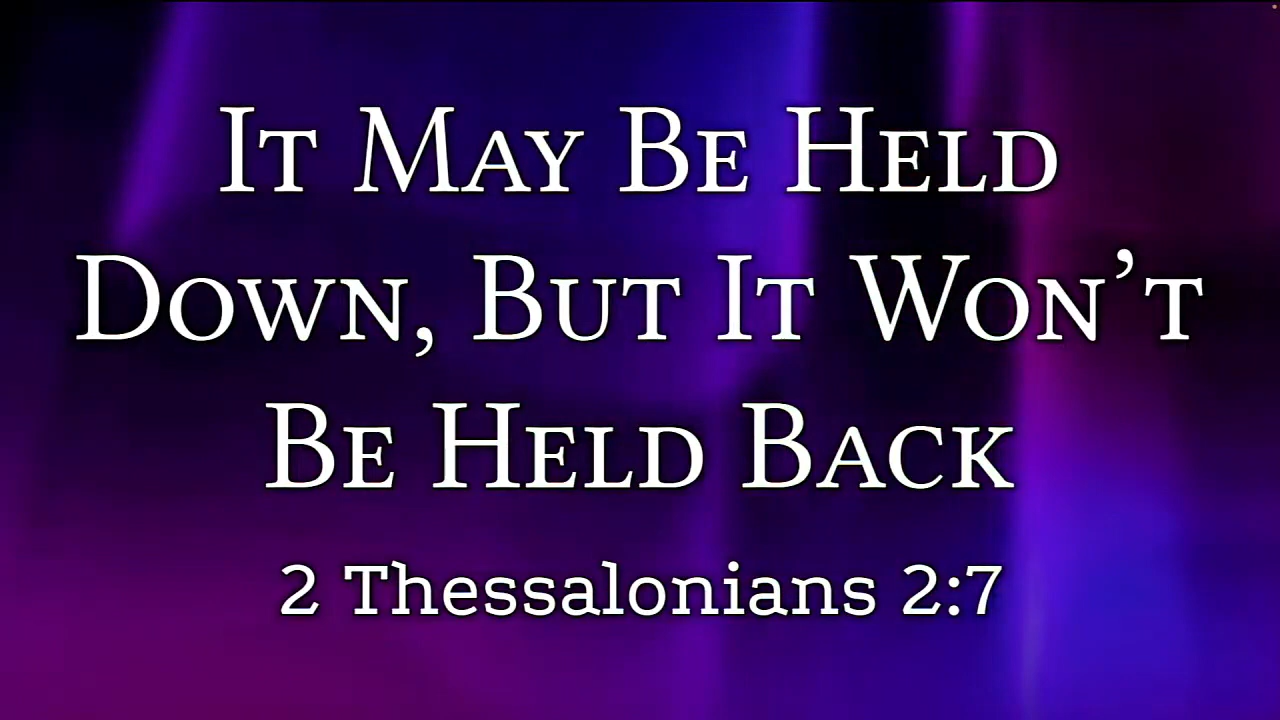 It May Be Held
Down, But It Won’t
Be Held Back
2 Thessalonians 2:7